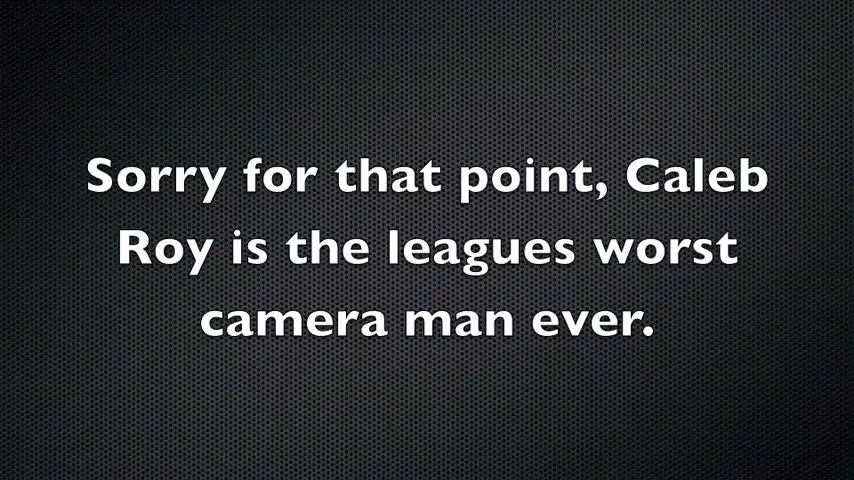 Sorry for that point, Caleb
Roy is the leagues worst
camera man ever.